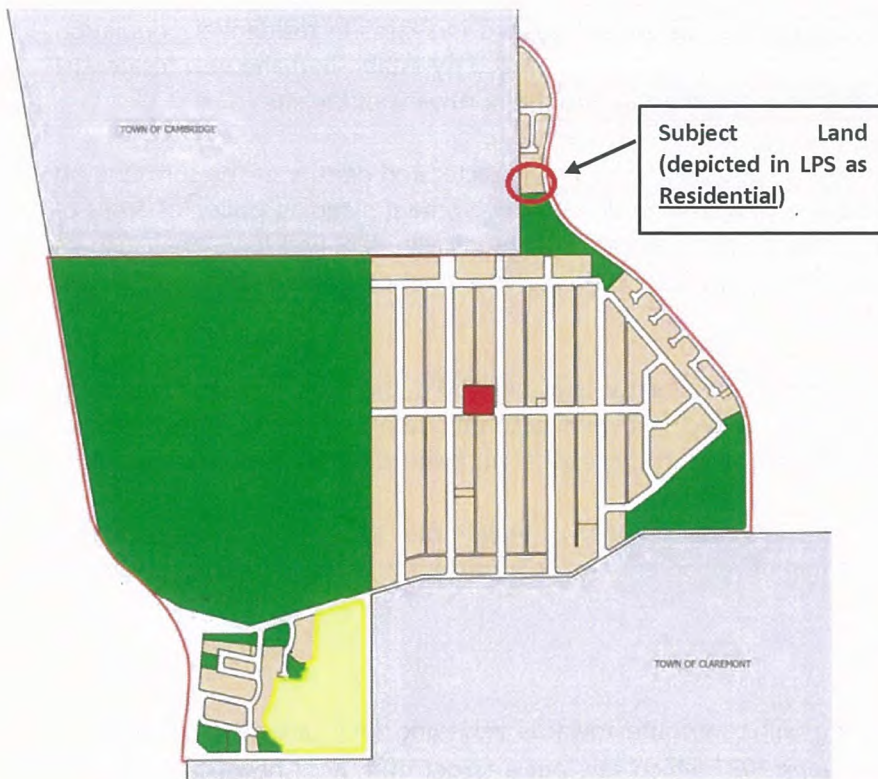 TOWN OF CAMBRIDGE
Subject Land
(depicted in LPS as
Residential)
TOWN OF CLAREMONT